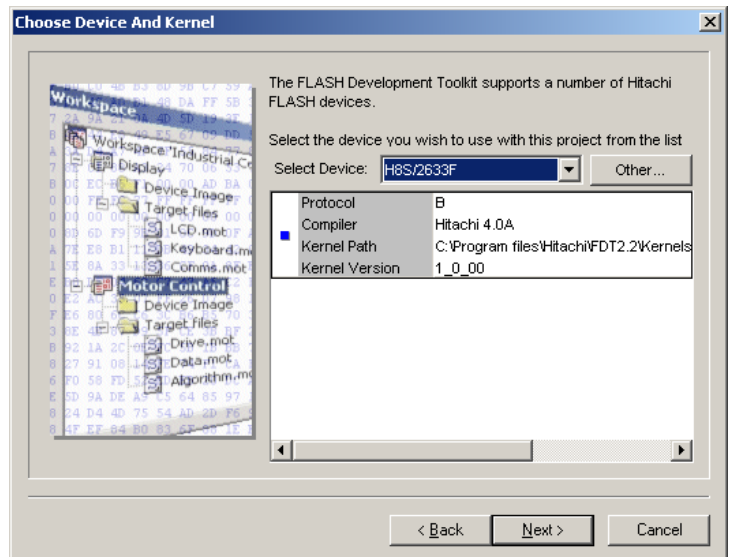 Choose Device And Kernel
The FLASH Development Toolkit supports a number of Hitachi
FLASH devices.
Select the device you wish to use with this project from the list
Select Device: H8S/2633F Other...
Protocol B
Compiler Hitachi 4.0A
Kernel Path C:\Program files\Hitachi\FDT2.2\Kernels
Kernel Version 1_0_00
Workspace
Workspace 'Industrial Co
Display
Device Image
Target files
LCD.mot
Keyboard.m
Comms.mot
Motor Control
Device Image
Target files
Drive.mot
Data.mot
Algorithm.mo
< Back Next > Cancel